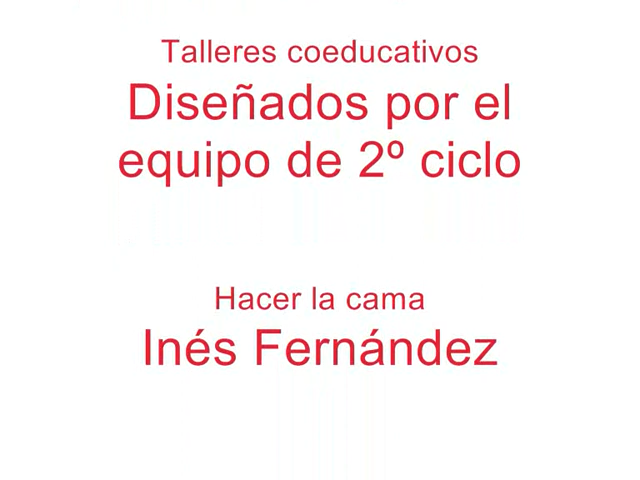 Talleres coeducativos
Diseñados por el
equipo de 2º ciclo
Hacer la cama
Inés Fernández